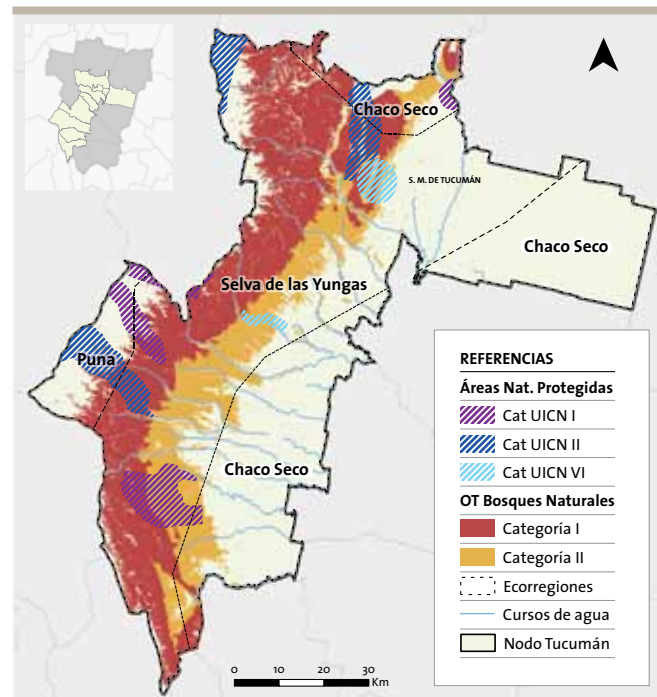 Chaco Seco
S. M. DE TUCUMÁN
Chaco Seco
Selva de las Yungas
Puna
Chaco Seco
REFERENCIAS
Áreas Nat. Protegidas
Cat UICN I
Cat UICN II
Cat UICN VI
OT Bosques Naturales
Categoría I
Categoría II
Ecorregiones
Cursos de agua
Nodo Tucumán
0 10 20 30
Km